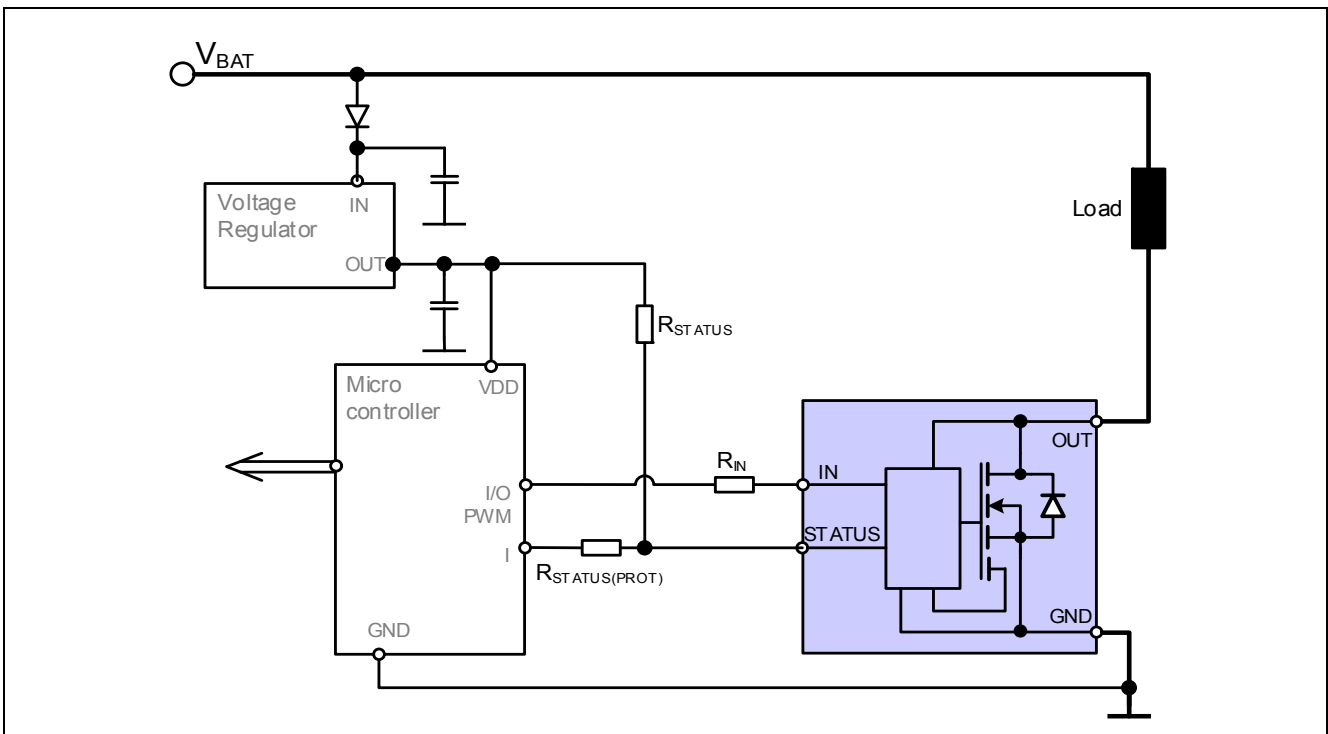 VBAT
Voltage
Regulator
IN
OUT
Load
RSTATUS
Micro
controller
VDD
OUT
RIN
IN
I/O
PWM
STATUS
I
RSTATUS(PROT)
GND
GND